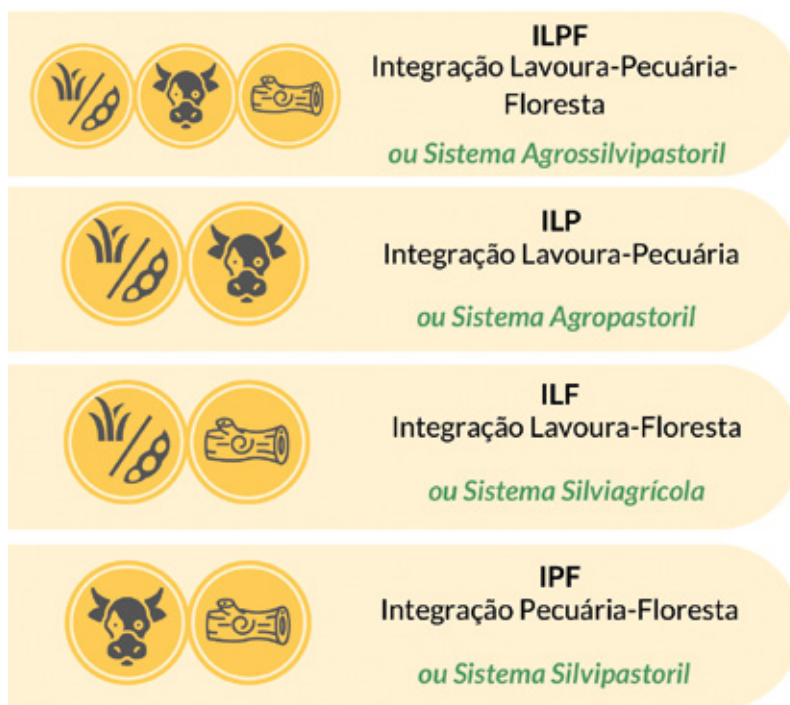 ILPF
Integração Lavoura-Pecuária-
Floresta
ou Sistema Agrossilvipastoril
ILP
Integração Lavoura-Pecuária
ou Sistema Agropastoril
ILF
Integração Lavoura-Floresta
ou Sistema Silviagrícola
IPF
Integração Pecuária-Floresta
ou Sistema Silvipastoril